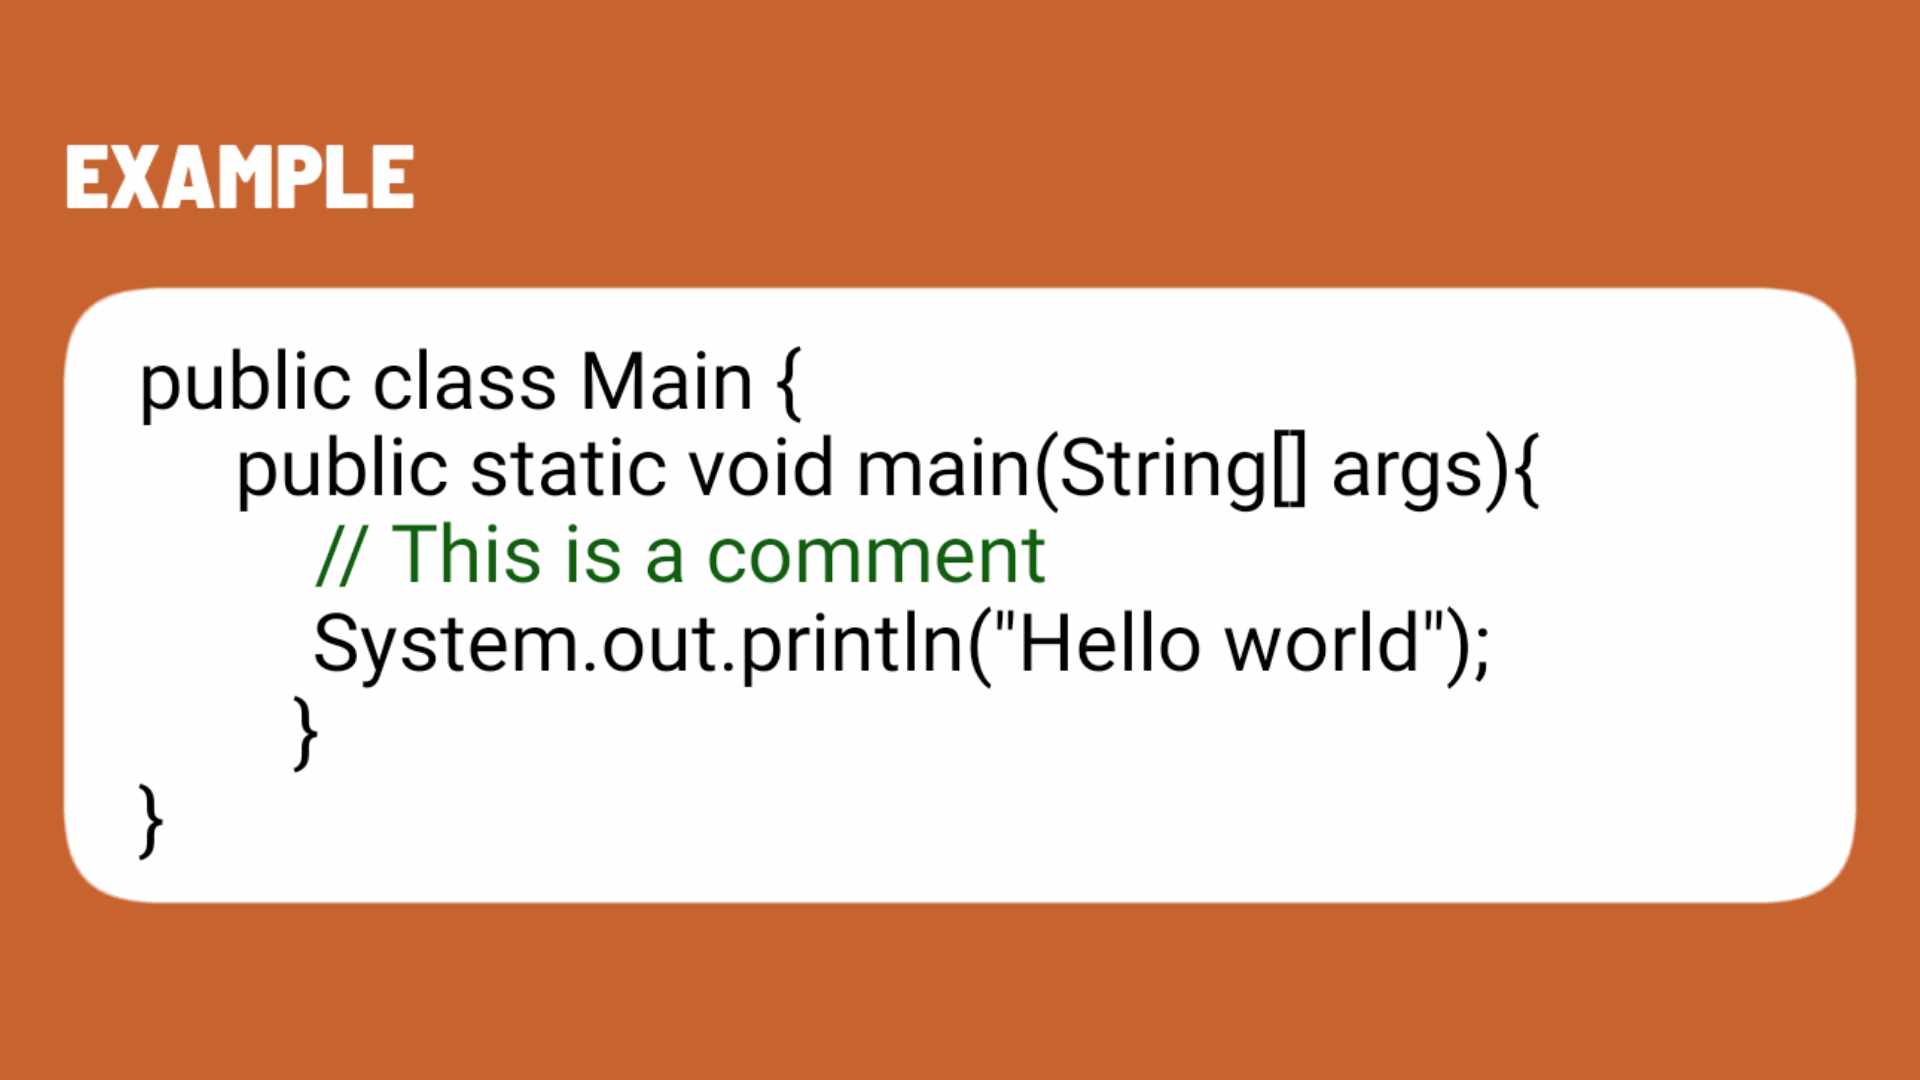 EXAMPLE
public class Main {
public static void main(String[] args){
// This is a comment
System.out.println("Hello world");
}
}